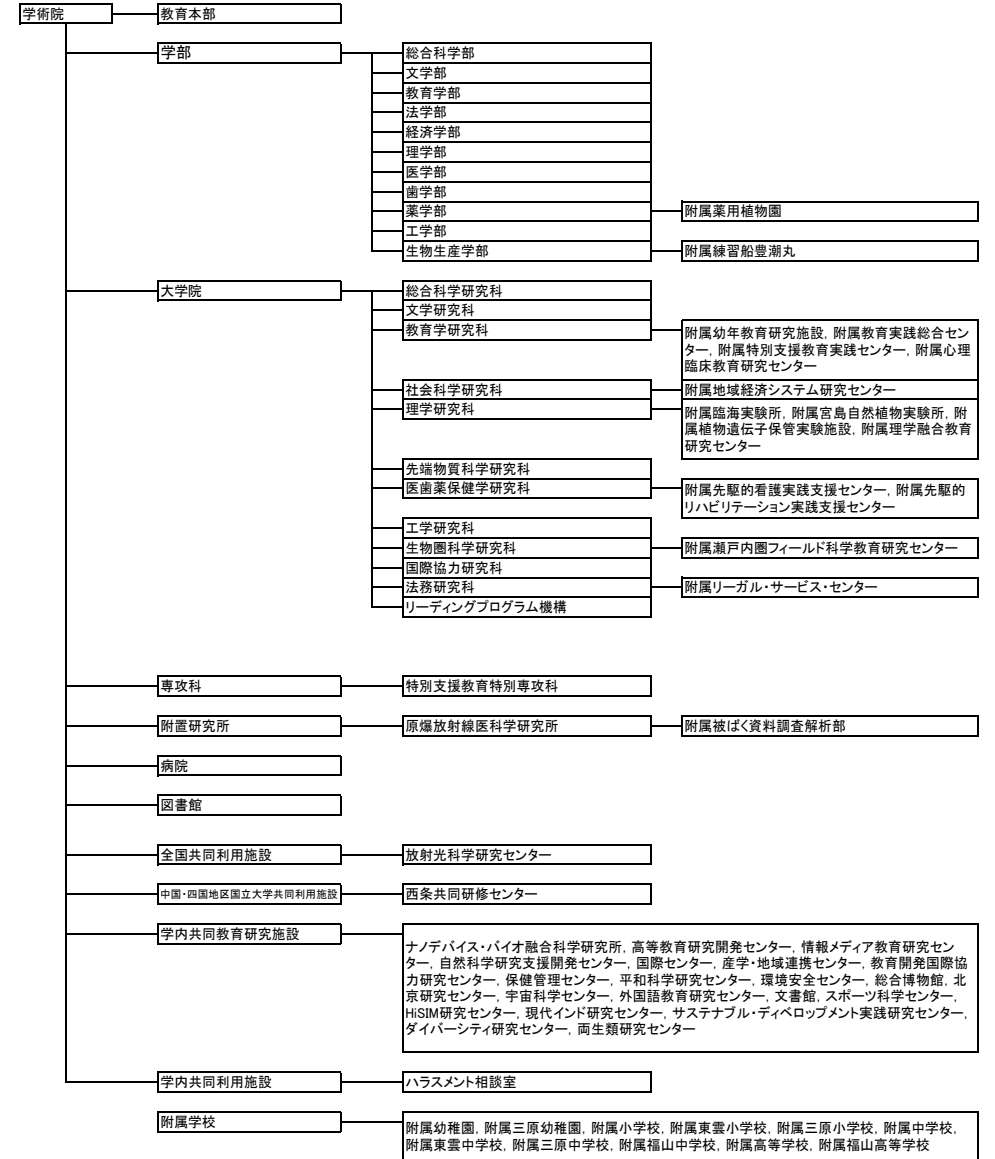 学術院
教育本部
学部
総合科学部
文学部
教育学部
法学部
経済学部
理学部
医学部
歯学部
薬学部
附属薬用植物園
工学部
生物生産学部
附属練習船豊潮丸
大学院
総合科学研究科
文学研究科
教育学研究科
附属幼年教育研究施設, 附属教育実践総合セン
ター, 附属特別支援教育実践センター, 附属心理
臨床教育研究センター
社会科学研究科
附属地域経済システム研究センター
理学研究科
附属臨海実験所, 附属宮島自然植物実験所, 附
属植物遺伝子保管実験施設, 附属理学融合教育
研究センター
先端物質科学研究科
医歯薬保健学研究科
附属先駆的看護実践支援センター, 附属先駆的
リハビリテーション実践支援センター
工学研究科
生物圏科学研究科
附属瀬戸内圏フィールド科学教育研究センター
国際協力研究科
法務研究科
附属リーガル・サービス・センター
リーディングプログラム機構
専攻科
特別支援教育特別専攻科
附置研究所
原爆放射線医科学研究所
附属被ばく資料調査解析部
病院
図書館
全国共同利用施設
放射光科学研究センター
中国・四国地区国立大学共同利用施設
西条共同研修センター
学内共同教育研究施設
ナノデバイス・バイオ融合科学研究所, 高等教育研究開発センター, 情報メディア教育研究セン
ター, 自然科学研究支援開発センター, 国際センター, 産学・地域連携センター, 教育開発国際協
力研究センター, 保健管理センター, 平和科学研究センター, 環境安全センター, 総合博物館, 北
京研究センター, 宇宙科学センター, 外国語教育研究センター, 文書館, スポーツ科学センター,
HiSIM研究センター, 現代インド研究センター, サステナブル・ディベロップメント実践研究センター,
ダイバーシティ研究センター, 両生類研究センター
学内共同利用施設
ハラスメント相談室
附属学校
附属幼稚園, 附属三原幼稚園, 附属小学校, 附属東雲小学校, 附属三原小学校, 附属中学校,
附属東雲中学校, 附属三原中学校, 附属福山中学校, 附属高等学校, 附属福山高等学校